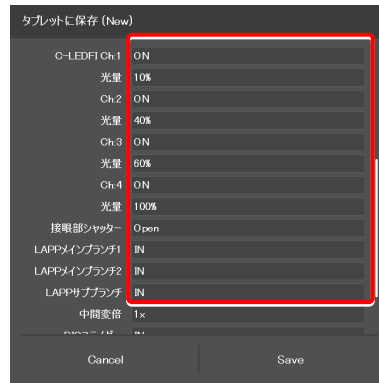 タブレットに保存 (New)
C-LEDFI Ch:1 ON
光量 10%
Ch:2 ON
光量 40%
Ch:3 ON
光量 60%
Ch:4 ON
光量 100%
接眼部シャッター Open
LAPPメインブランチ1 IN
LAPPメインブランチ2 IN
LAPPサブブランチ IN
中間変倍 1×
Cancel Save